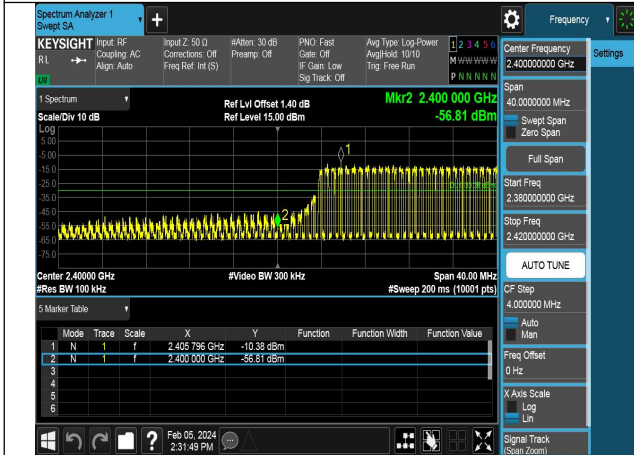 Spectrum Analyzer 1
Swept SA
+
Frequency
KEYSIGHT
RL
Input: RF
Coupling: AC
Align: Auto
Input Z: 50 Ω
Corrections: Off
Freq Ref: Int (S)
#Atten: 30 dB
Preamp: Off
PNO: Fast
Gate: Off
IF Gain: Low
Sig Track: Off
Avg Type: Log-Power
Avg|Hold: 10/10
Trig: Free Run
1 2 3 4 5 6
M W W W W W
P N N N N N
LXI
1 Spectrum
Scale/Div 10 dB
Ref Lvl Offset 1.40 dB
Ref Level 15.00 dBm
Mkr2 2.400 000 GHz
-56.81 dBm
Log
5.00
-5.00
-15.0
-25.0
-35.0
-45.0
-55.0
-65.0
-75.0
1
2
Center 2.40000 GHz
#Res BW 100 kHz
#Video BW 300 kHz
Span 40.00 MHz
#Sweep 200 ms (10001 pts)
5 Marker Table
Mode Trace Scale X Y Function Function Width Function Value
1 N 1 f 2.405 796 GHz -10.38 dBm
2 N 1 f 2.400 000 GHz -56.81 dBm
3
4
5
6
?
Feb 05, 2024
2:31:49 PM
Center Frequency
2.400000000 GHz
Settings
Span
40.0000000 MHz
Swept Span
Zero Span
Full Span
Start Freq
2.380000000 GHz
Stop Freq
2.420000000 GHz
AUTO TUNE
CF Step
4.000000 MHz
Auto
Man
Freq Offset
0 Hz
X Axis Scale
Log
Lin
Signal Track
(Span Zoom)